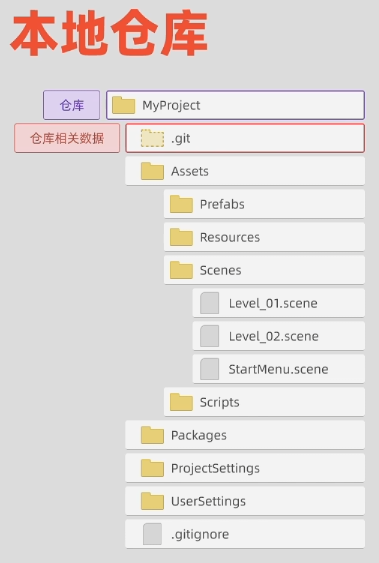 本地仓库
仓库 MyProject
仓库相关数据 .git
Assets
Prefabs
Resources
Scenes
Level_01.scene
Level_02.scene
StartMenu.scene
Scripts
Packages
ProjectSettings
UserSettings
.gitignore